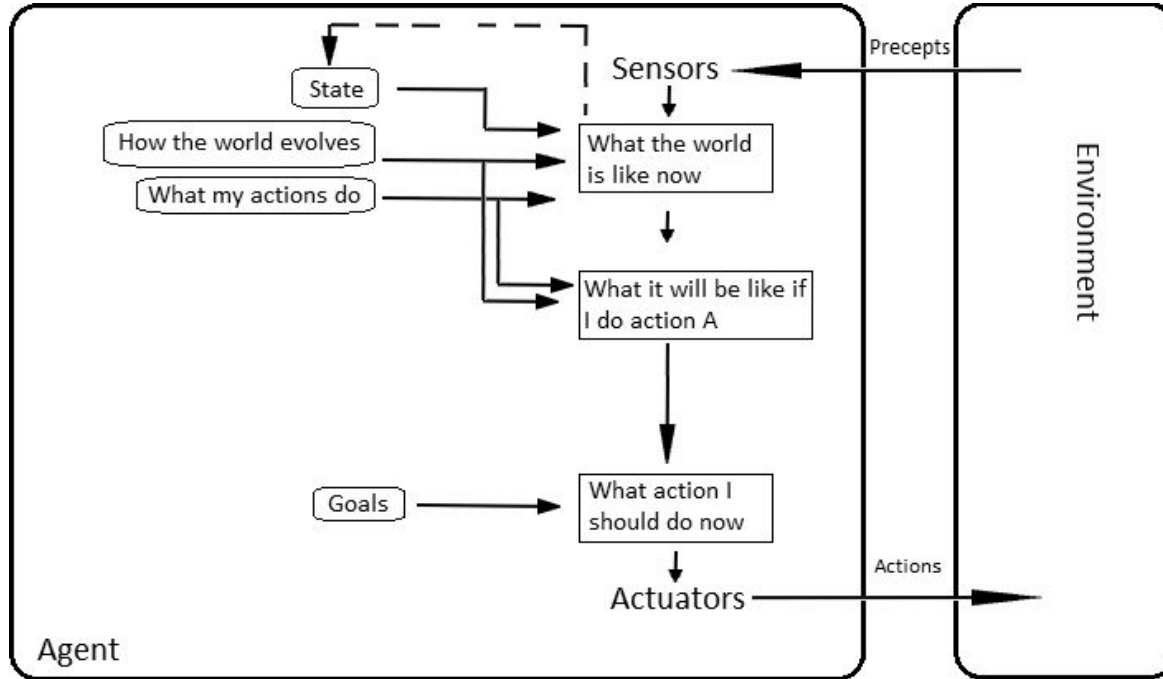 Precepts
Sensors
State
How the world evolves
What the world
is like now
What my actions do
Environment
What it will be like if
I do action A
Goals
What action I
should do now
Actions
Actuators
Agent